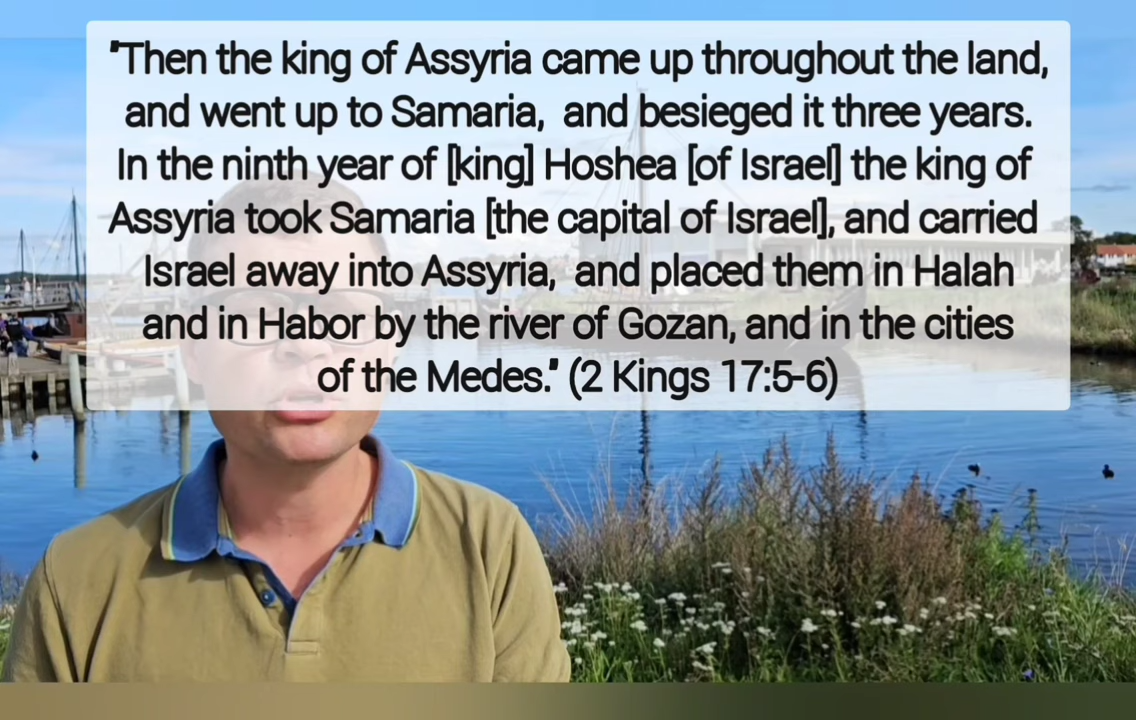 "Then the king of Assyria came up throughout the land,
and went up to Samaria,  and besieged it three years.
In the ninth year of [king] Hoshea [of Israel] the king of
Assyria took Samaria [the capital of Israel], and carried
Israel away into Assyria,  and placed them in Halah
and in Habor by the river of Gozan, and in the cities
of the Medes." (2 Kings 17:5-6)